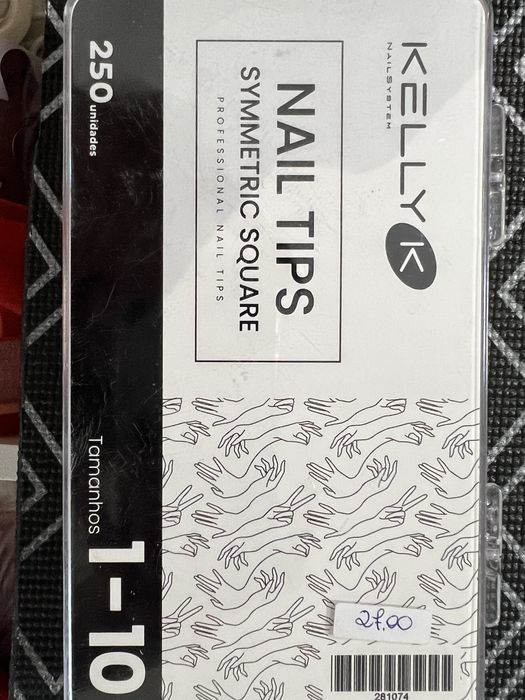 KELLY K
NAILSYSTEM
NAIL TIPS
SYMMETRIC SQUARE
PROFESSIONAL NAIL TIPS
250 unidades
Tamanhos 1-10
27,00
281074